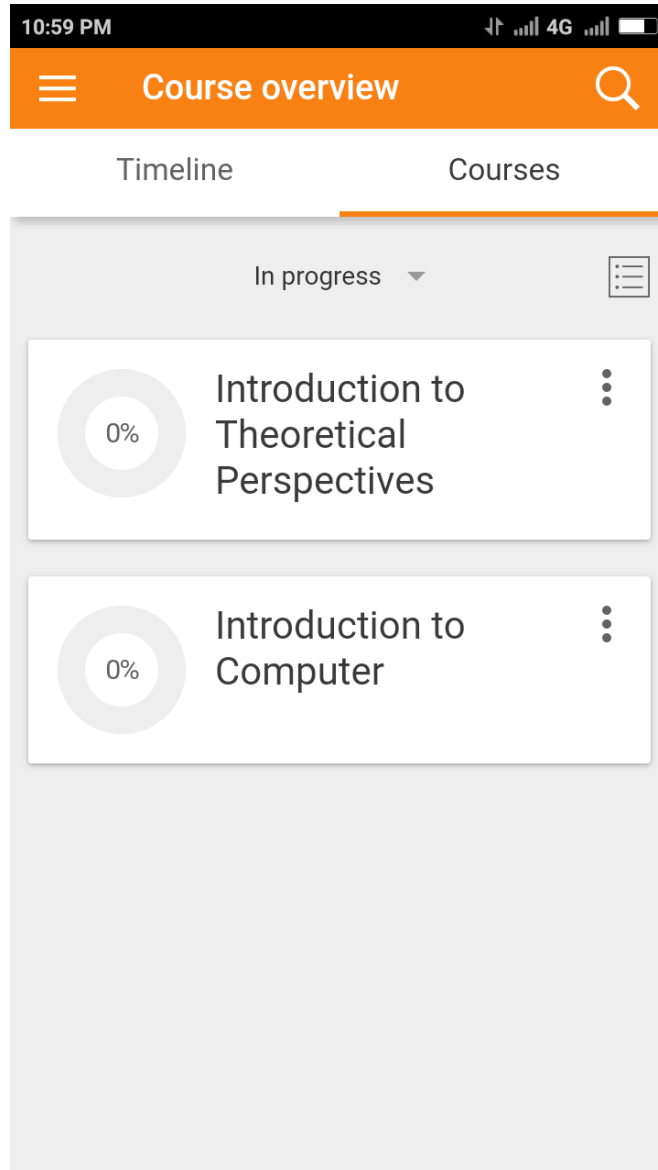 10:59 PM 4G
Course overview
Timeline Courses
In progress
0%
Introduction to
Theoretical
Perspectives
0%
Introduction to
Computer